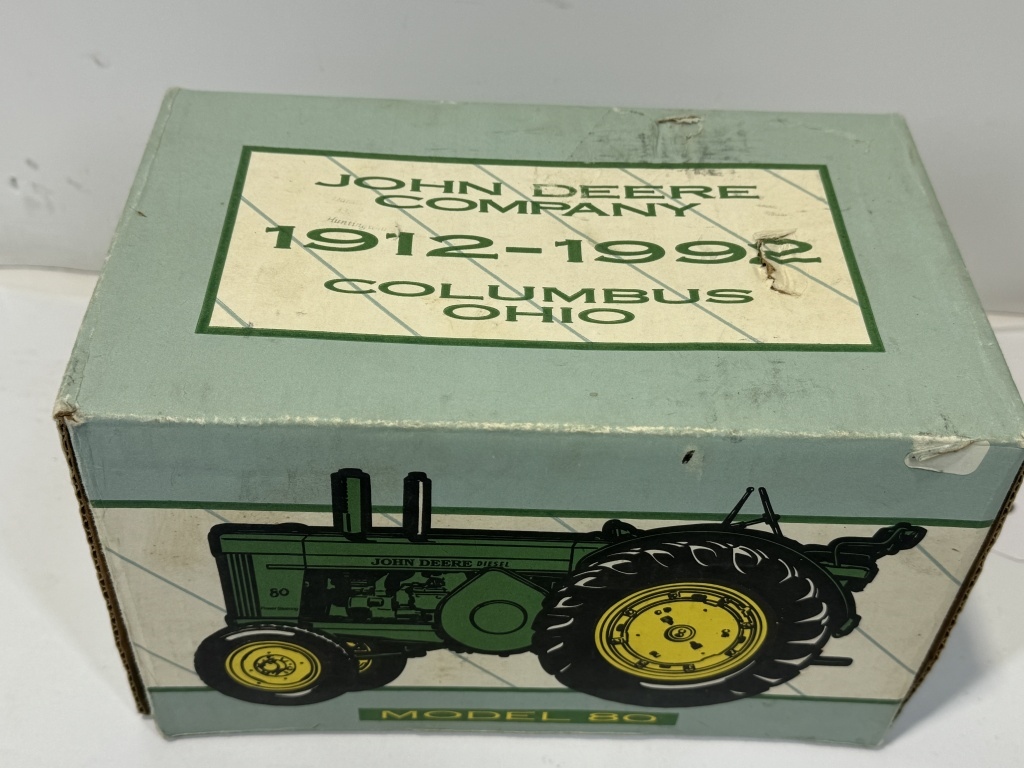 JOHN DEERE
COMPANY
1912-1992
COLUMBUS
OHIO
JOHN DEERE DIESEL
80
MODEL 80